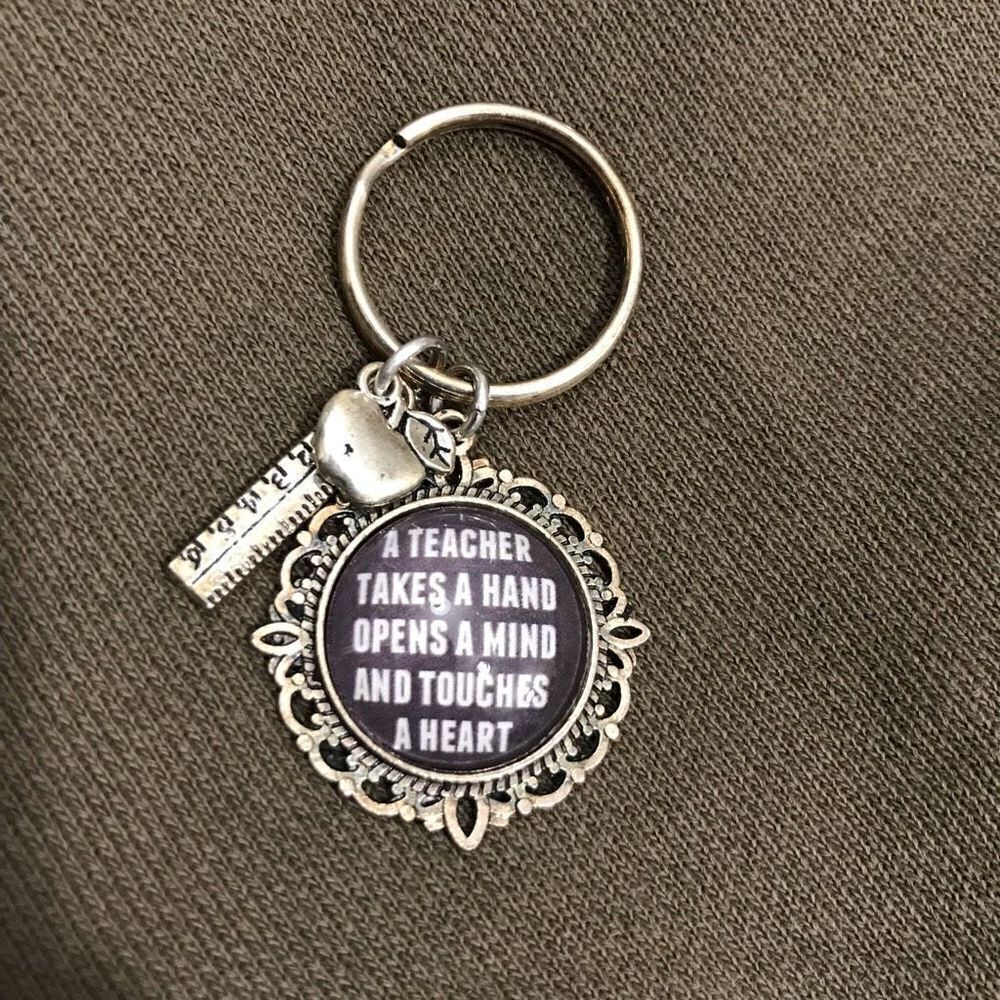 A TEACHER
TAKES A HAND
OPENS A MIND
AND TOUCHES
A HEART